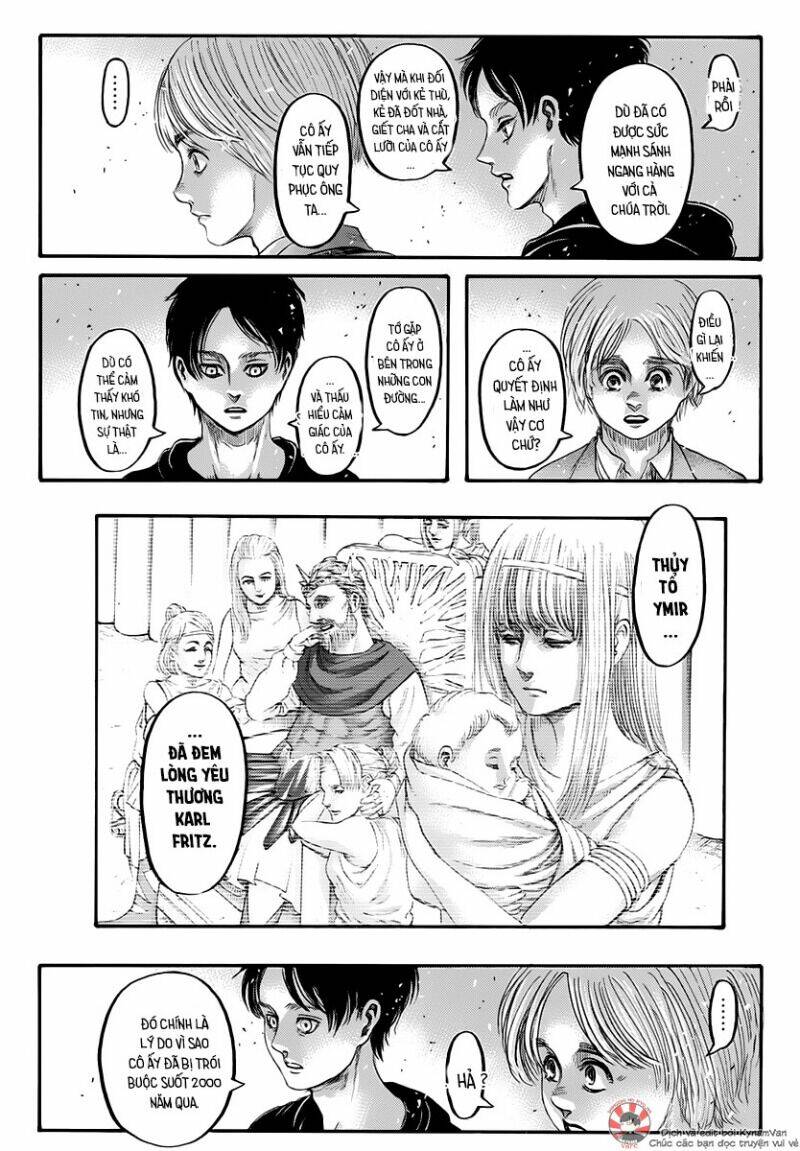 PHẢI
RỒI
DÙ ĐÃ CÓ
ĐƯỢC SỨC
MẠNH SÁNH
NGANG HÀNG
VỚI CẢ
CHÚA TRỜI.
VẬY MÀ KHI ĐỐI
DIỆN VỚI KẺ THÙ,
KẺ ĐÃ ĐỐT NHÀ,
GIẾT CHA VÀ CẮT
LƯỠI CỦA CÔ ẤY
...
CÔ ẤY
VẪN TIẾP
TỤC QUY
PHỤC ÔNG
TA...
.....
ĐIỀU
GÌ LẠI
KHIẾN
...
...
CÔ ẤY
QUYẾT ĐỊNH
LÀM NHƯ
VẬY CƠ
CHỨ?
TỚ GẶP
CÔ ẤY Ở
BÊN TRONG
NHỮNG CON
ĐƯỜNG...
...
VÀ THẤU
HIỂU CẢM
GIÁC CỦA
CÔ ẤY.
DÙ CÓ
THỂ CẢM
THẤY KHÓ
TIN, NHƯNG
SỰ THẬT
LÀ...
THỦY
TỔ
YMIR
...
...
ĐÃ ĐEM
LÒNG YÊU
THƯƠNG
KARL
FRITZ.
.....
HẢ?
ĐÓ CHÍNH LÀ
LÝ DO VÌ SAO
CÔ ẤY ĐÃ BỊ TRÓI
BUỘC SUỐT 2000
NĂM QUA.
Dịch và edit bởi KynamVan
Chúc các bạn đọc truyện vui vẻ